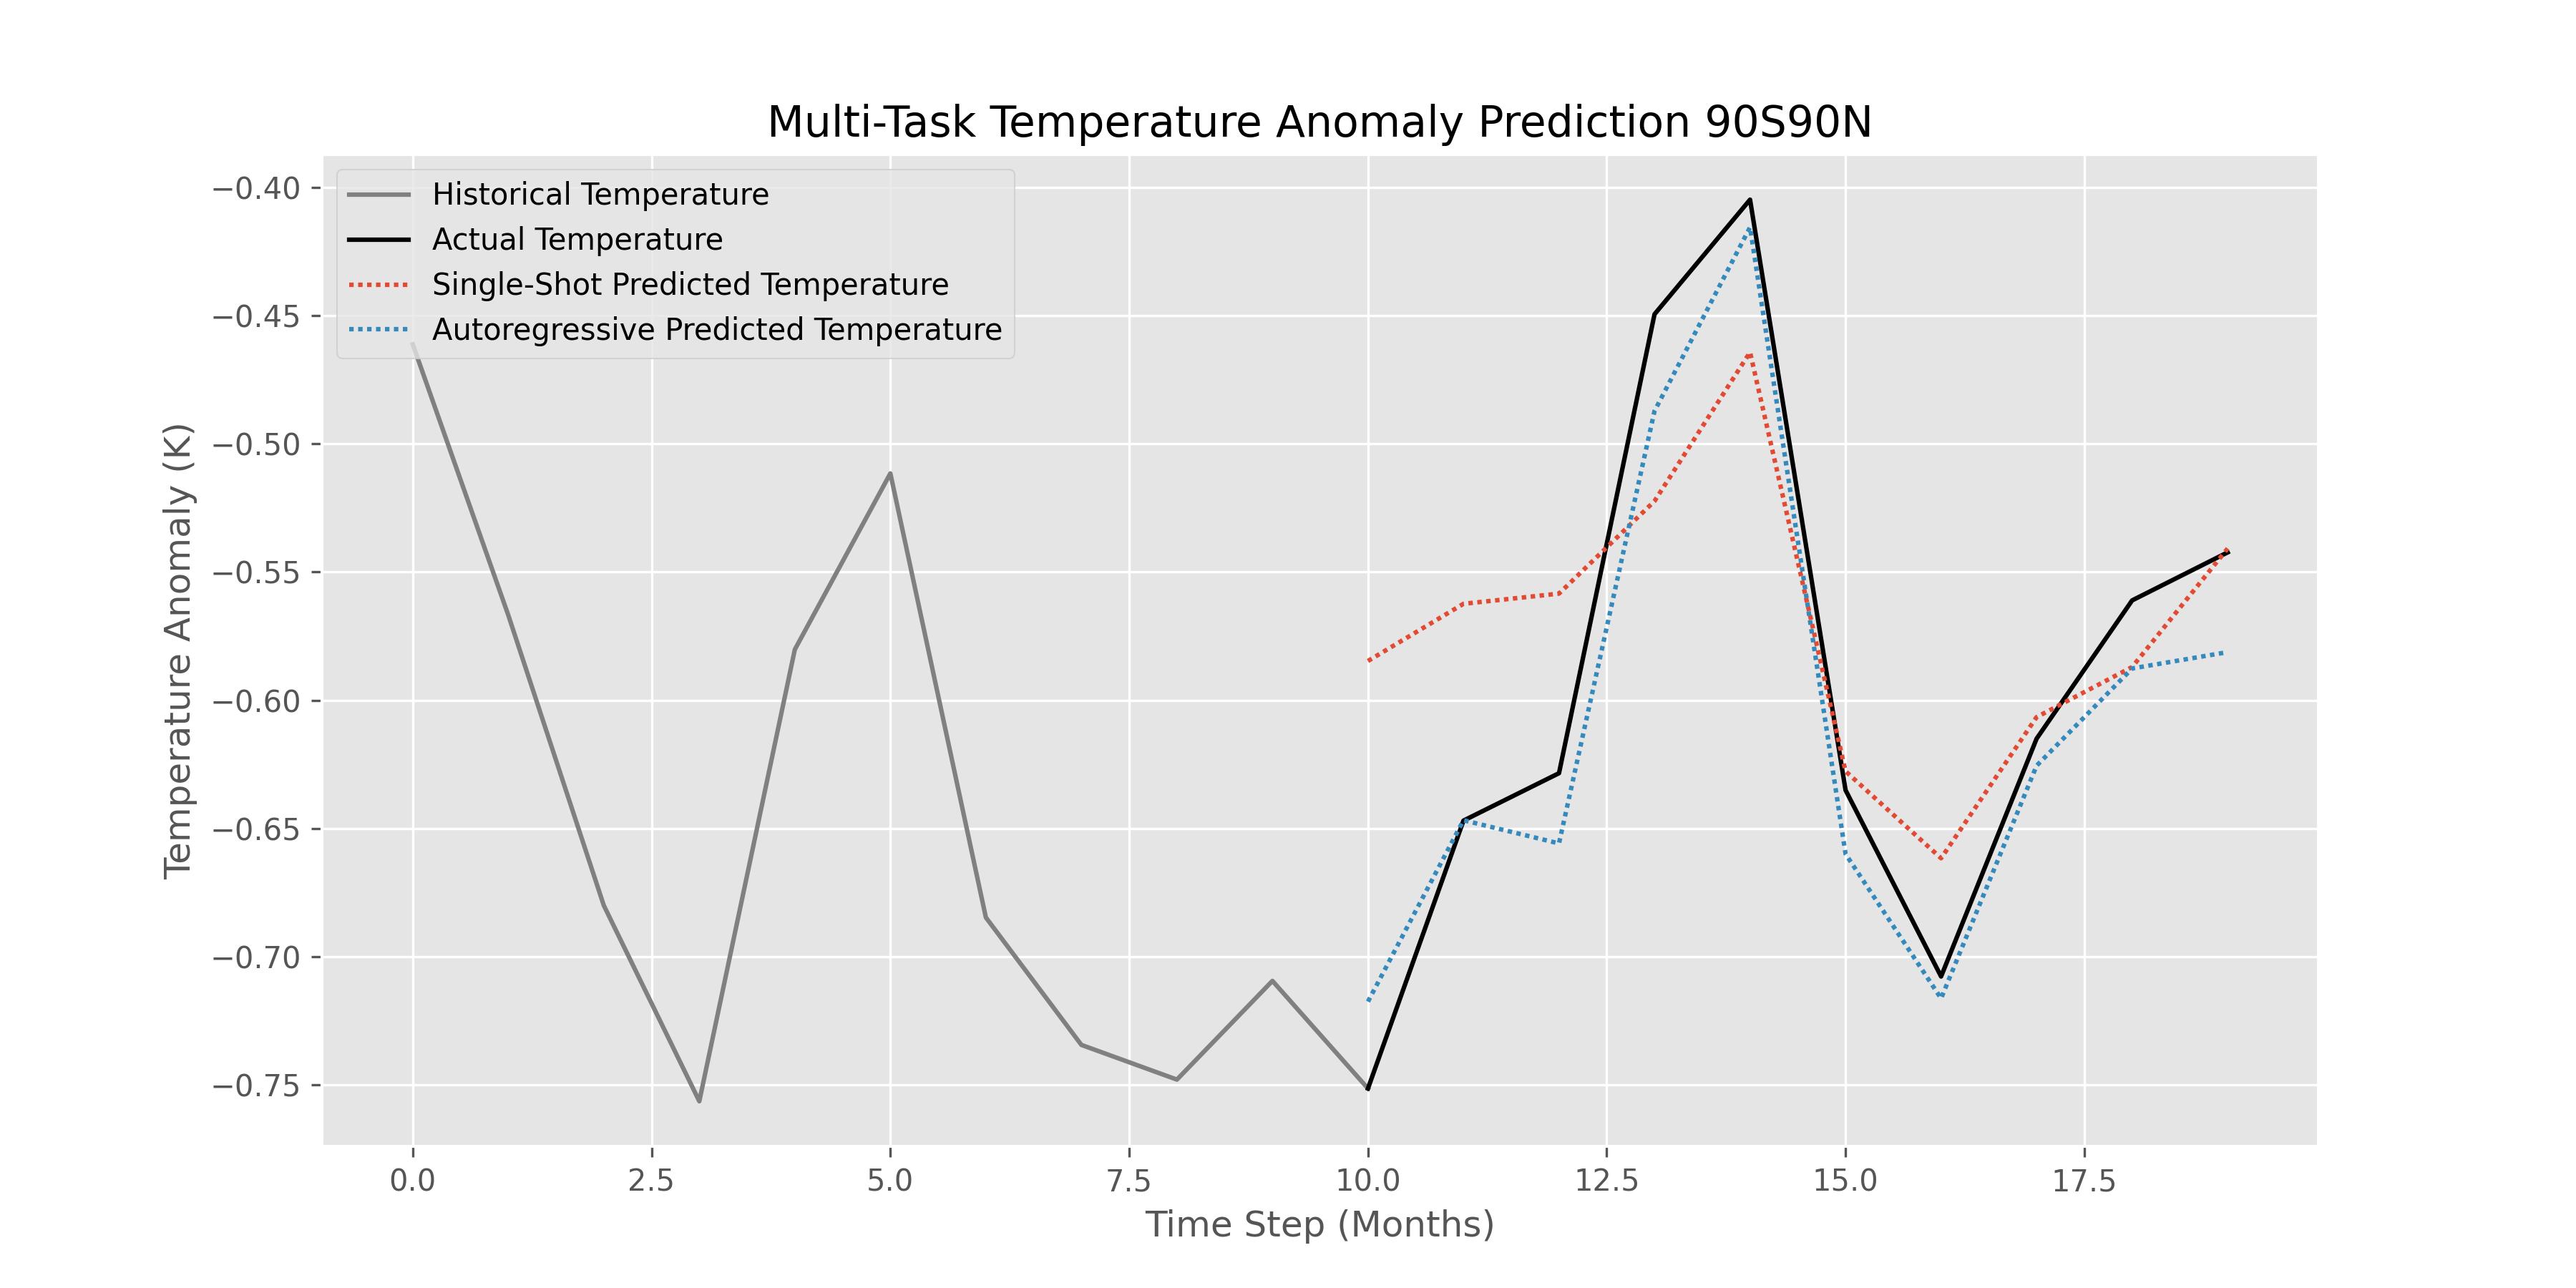 Multi-Task Temperature Anomaly Prediction 90S90N
Historical Temperature
Actual Temperature
Single-Shot Predicted Temperature
Autoregressive Predicted Temperature
Temperature Anomaly (K)
−0.40
−0.45
−0.50
−0.55
−0.60
−0.65
−0.70
−0.75
0.0 2.5 5.0 7.5 10.0 12.5 15.0 17.5
Time Step (Months)